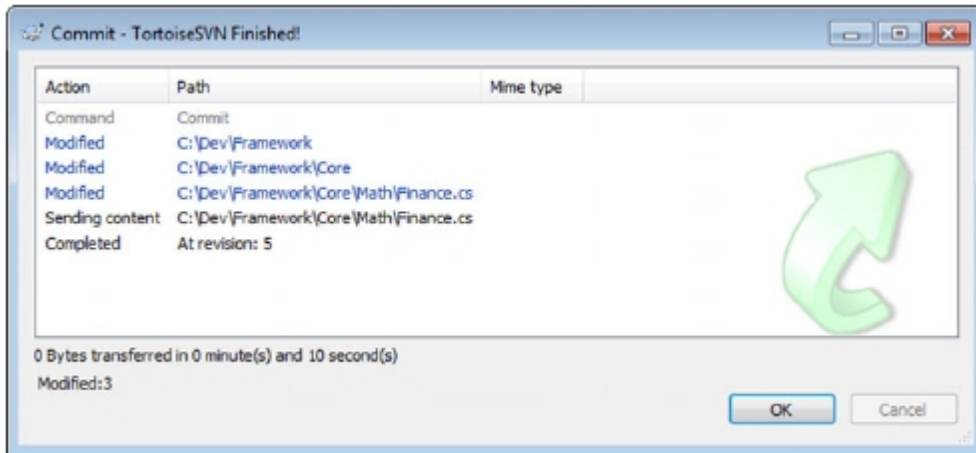 Commit - TortoiseSVN Finished!
Action Path Mime type
Command Commit
Modified C:\Dev\Framework
Modified C:\Dev\Framework\Core
Modified C:\Dev\Framework\Core\Math\Finance.cs
Sending content C:\Dev\Framework\Core\Math\Finance.cs
Completed At revision: 5
0 Bytes transferred in 0 minute(s) and 10 second(s)
Modified:3
OK Cancel